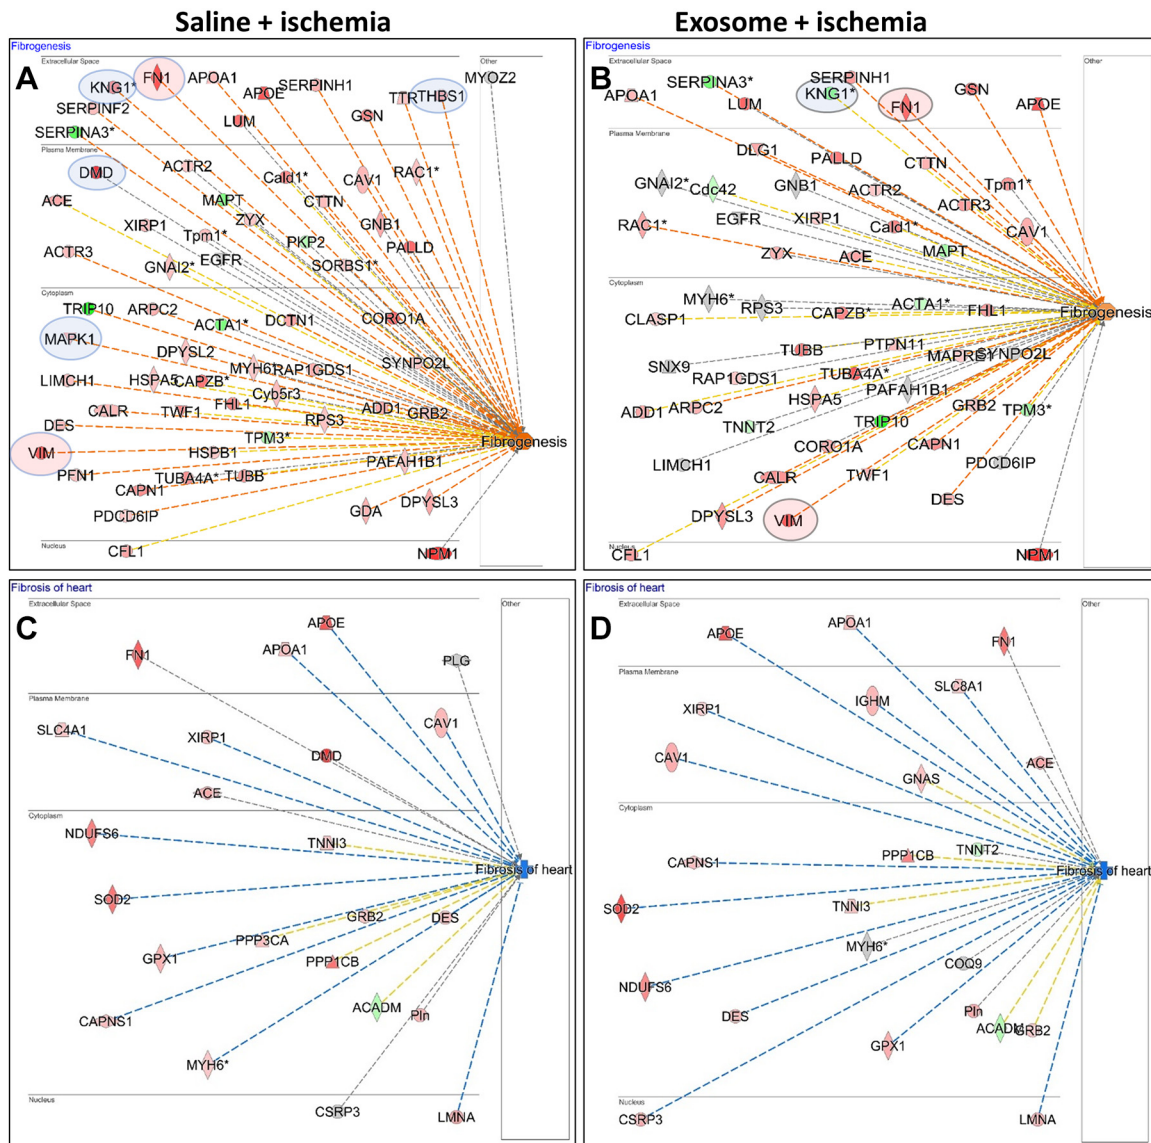 Saline + ischemia
Exosome + ischemia
Fibrogenesis
A
Extracellular Space
Other
KNG1*
FN1
APOA1
APOE
SERPINH1
MYOZ2
SERPINF2
LUM
GSN
TTR
THBS1
SERPINA3*
Plasma Membrane
DMD
ACTR2
Cald1*
CAV1
RAC1*
ACE
MAPT
CTTN
XIRP1
ZYX
GNB1
Tpm1*
PKP2
PALLD
ACTR3
GNAI2*
EGFR
SORBS1*
Cytoplasm
TRIP10
ARPC2
ACTA1*
DCTN1
CORO1A
MAPK1
DPYSL2
MYH6*
RAP1GDS1
SYNPO2L
LIMCH1
HSPA5
CAPZB*
Cyb5r3
CALR
TWF1
FHL1
RPS3
ADD1
GRB2
DES
TPM3*
Fibrogenesis
VIM
HSPB1
PAFAH1B1
PFN1
CAPN1
TUBA4A*
TUBB
PDCD6IP
GDA
DPYSL3
Nucleus
CFL1
NPM1
Fibrogenesis
B
Extracellular Space
Other
APOA1
SERPINA3*
LUM
SERPINH1
KNG1*
FN1
GSN
APOE
Plasma Membrane
DLG1
PALLD
CTTN
GNAI2*
Cdc42
GNB1
ACTR2
Tpm1*
ACTR3
RAC1*
EGFR
XIRP1
Cald1*
CAV1
ZYX
ACE
MAPT
Cytoplasm
MYH6*
RPS3
ACTA1*
CLASP1
CAPZB*
FHL1
Fibrogenesis
TUBB
PTPN11
MAPRE1
SYNPO2L
SNX9
RAP1GDS1
TUBA4A*
PAFAH1B1
HSPA5
ADD1
ARPC2
GRB2
TPM3*
TNNT2
TRIP10
LIMCH1
CORO1A
CAPN1
PDCD6IP
CALR
TWF1
DES
DPYSL3
VIM
Nucleus
CFL1
NPM1
Fibrosis of heart
C
Extracellular Space
Other
FN1
APOA1
APOE
PLG
Plasma Membrane
SLC4A1
XIRP1
CAV1
DMD
ACE
Cytoplasm
NDUFS6
TNNI3
Fibrosis of heart
SOD2
GRB2
DES
GPX1
PPP3CA
PPP1CB
CAPNS1
ACADM
Pln
MYH6*
Nucleus
CSRP3
LMNA
Fibrosis of heart
D
Extracellular Space
Other
APOE
APOA1
FN1
Plasma Membrane
XIRP1
IGHM
SLC8A1
CAV1
GNAS
ACE
Cytoplasm
CAPNS1
PPP1CB
TNNT2
Fibrosis of heart
SOD2
TNNI3
MYH6*
COQ9
NDUFS6
DES
Pln
GPX1
ACADM
GRB2
Nucleus
CSRP3
LMNA